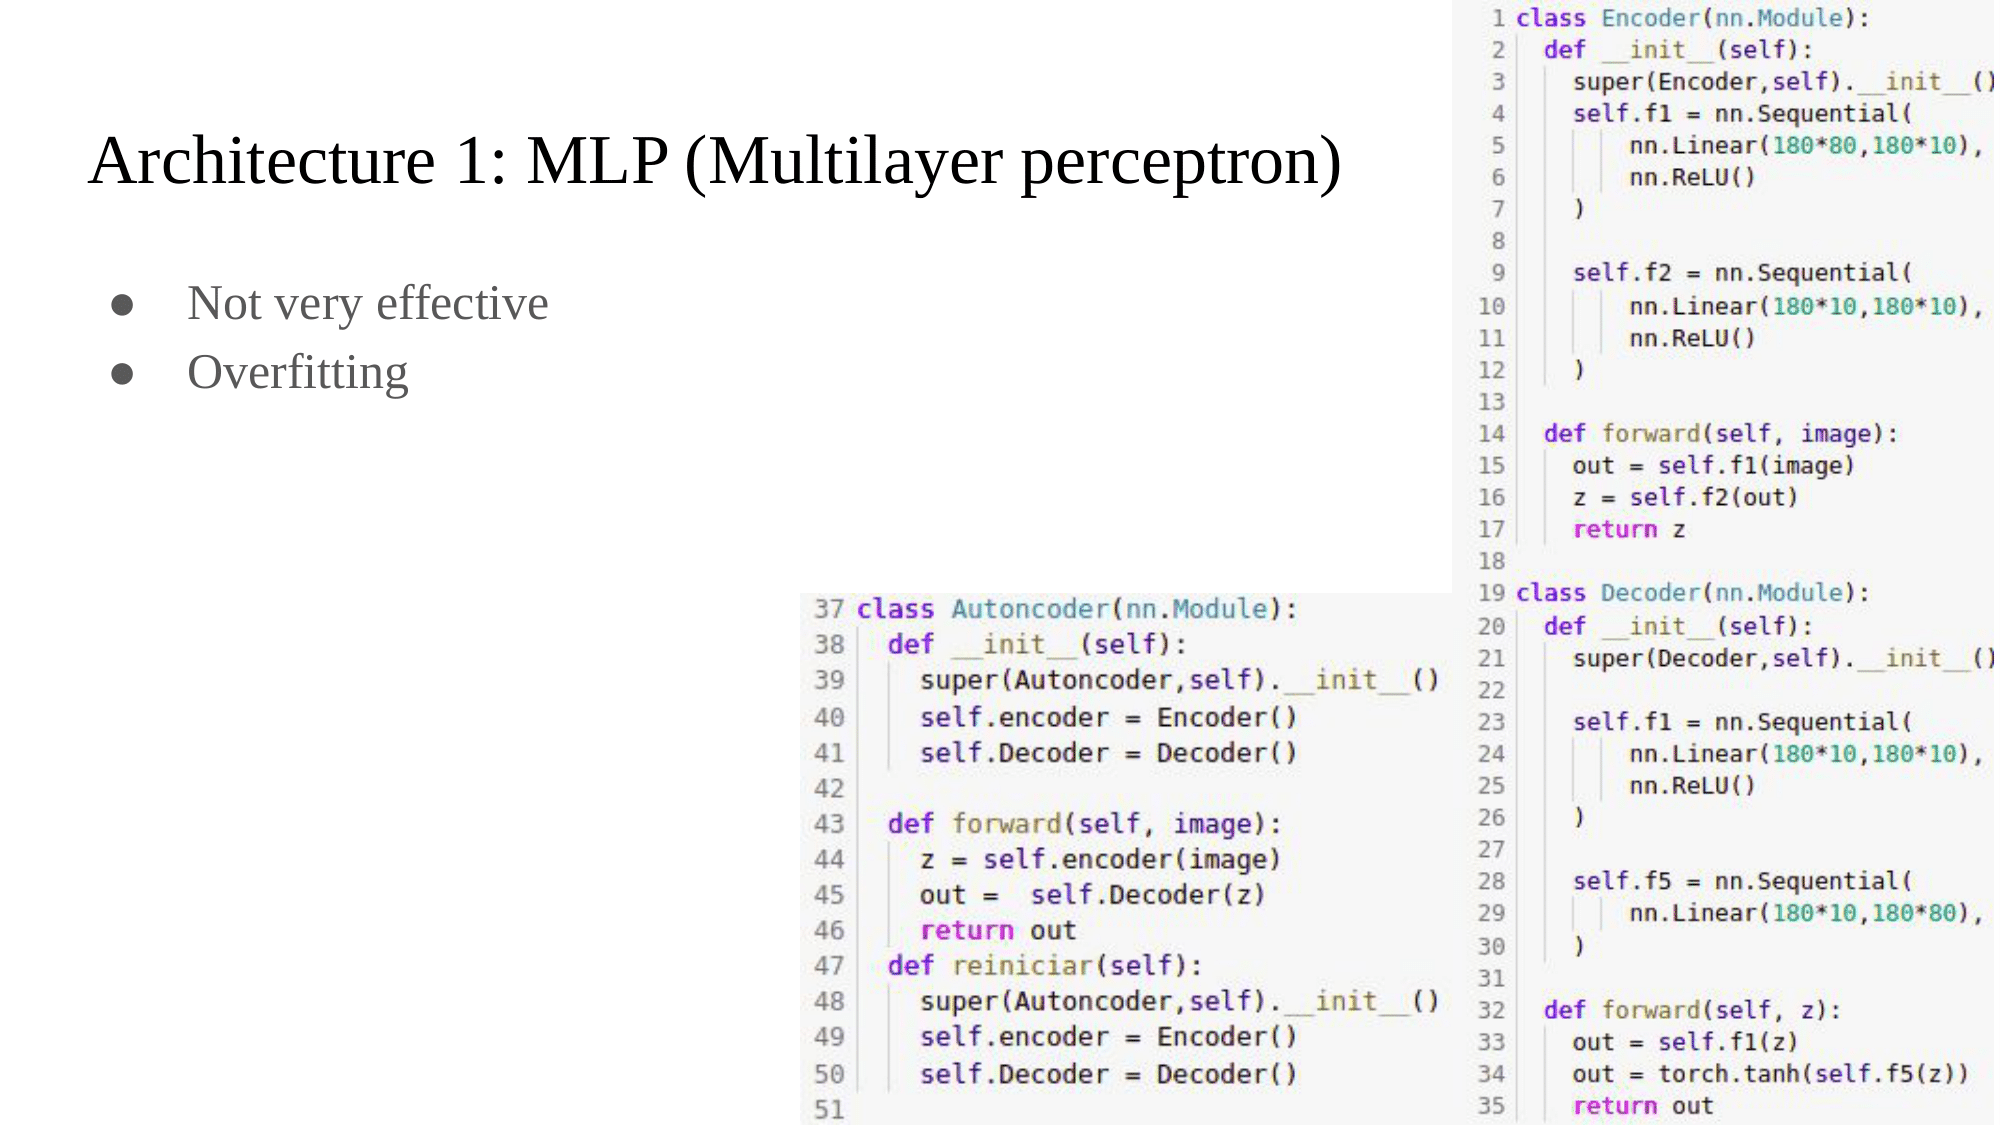 Architecture 1: MLP (Multilayer perceptron)
● Not very effective
● Overfitting
1 class Encoder(nn.Module):
2 def __init__(self):
3 super(Encoder,self).__init__()
4 self.f1 = nn.Sequential(
5 nn.Linear(180*80,180*10),
6 nn.ReLU()
7 )
8
9 self.f2 = nn.Sequential(
10 nn.Linear(180*10,180*10),
11 nn.ReLU()
12 )
13
14 def forward(self, image):
15 out = self.f1(image)
16 z = self.f2(out)
17 return z
18
19 class Decoder(nn.Module):
20 def __init__(self):
21 super(Decoder,self).__init__()
22
23 self.f1 = nn.Sequential(
24 nn.Linear(180*10,180*10),
25 nn.ReLU()
26 )
27
28 self.f5 = nn.Sequential(
29 nn.Linear(180*10,180*80),
30 )
31
32 def forward(self, z):
33 out = self.f1(z)
34 out = torch.tanh(self.f5(z))
35 return out
37 class Autoncoder(nn.Module):
38 def __init__(self):
39 super(Autoncoder,self).__init__()
40 self.encoder = Encoder()
41 self.Decoder = Decoder()
42
43 def forward(self, image):
44 z = self.encoder(image)
45 out =  self.Decoder(z)
46 return out
47 def reiniciar(self):
48 super(Autoncoder,self).__init__()
49 self.encoder = Encoder()
50 self.Decoder = Decoder()
51